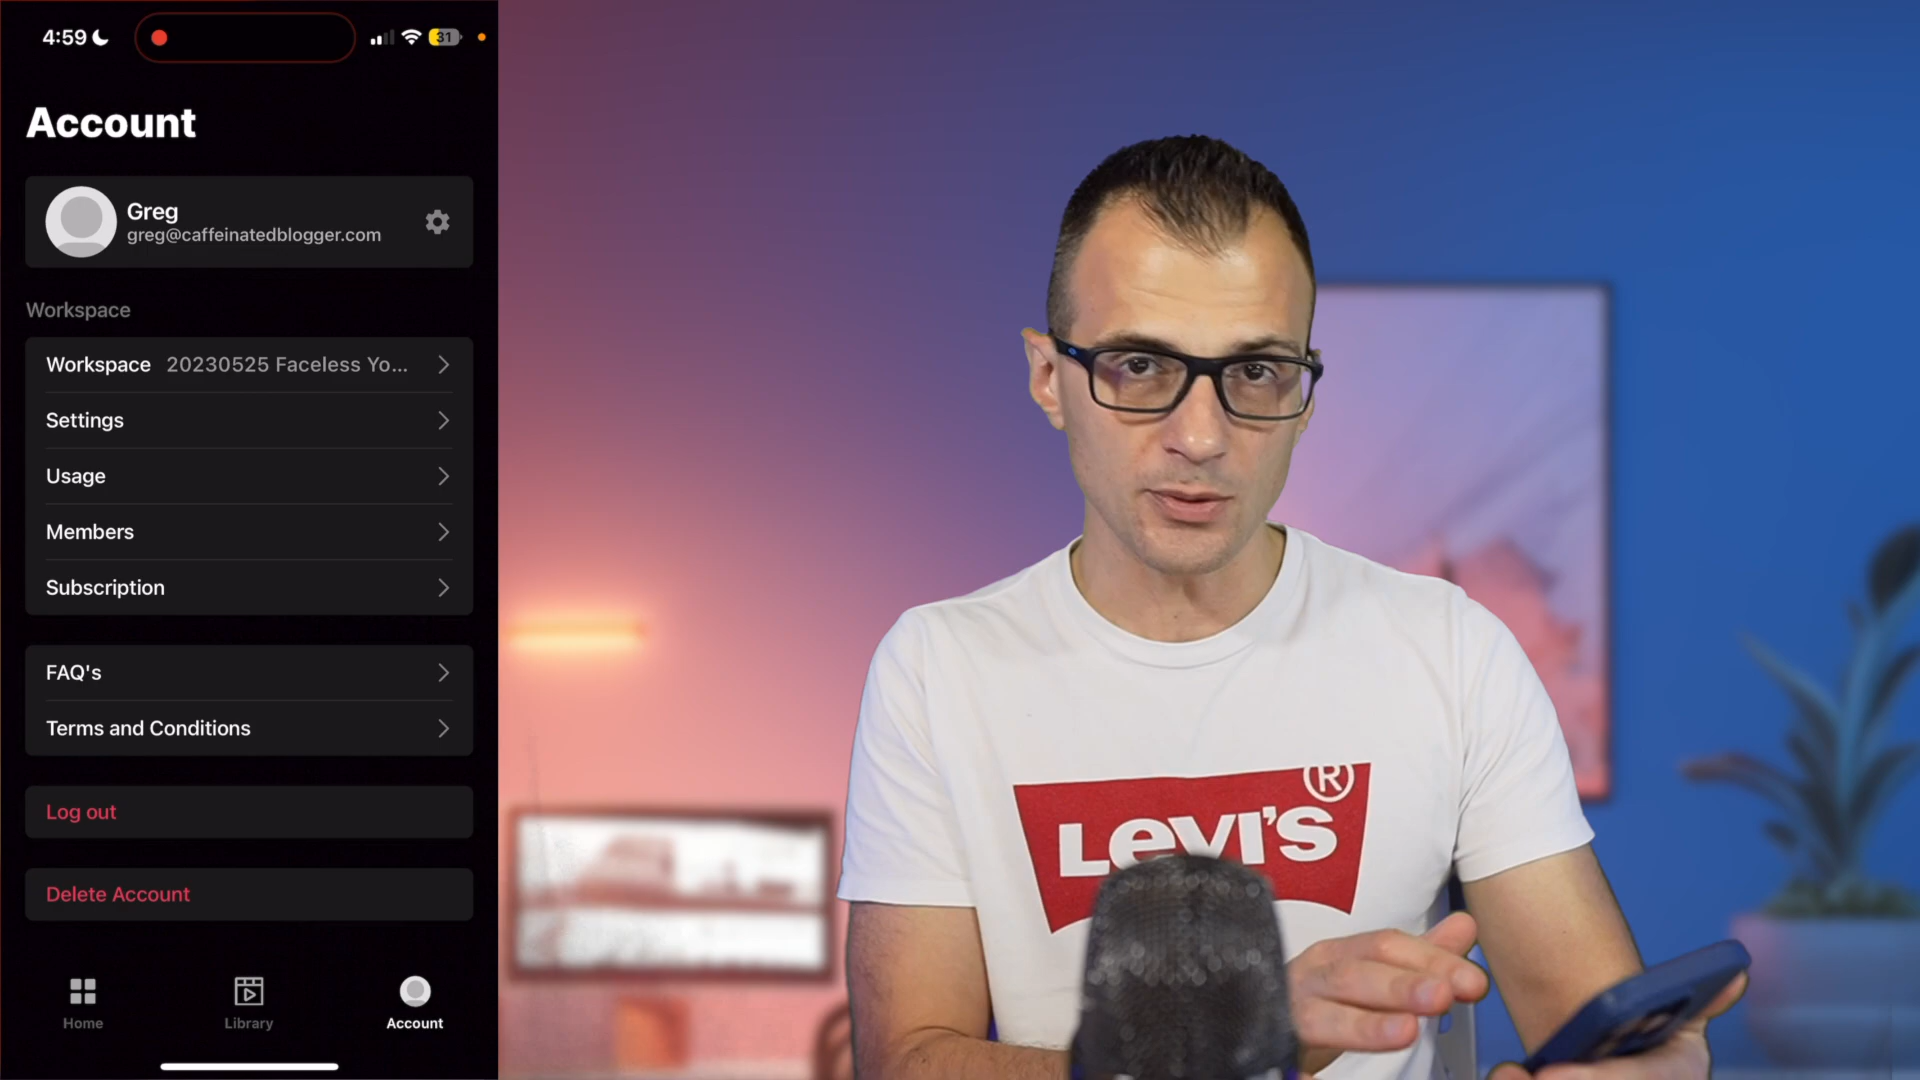 4:59
31
Account
Greg
greg@caffeinatedblogger.com
Workspace
Workspace 20230525 Faceless Yo...
Settings
Usage
Members
Subscription
FAQ's
Terms and Conditions
Log out
Delete Account
Home Library Account
LEVI'S ®